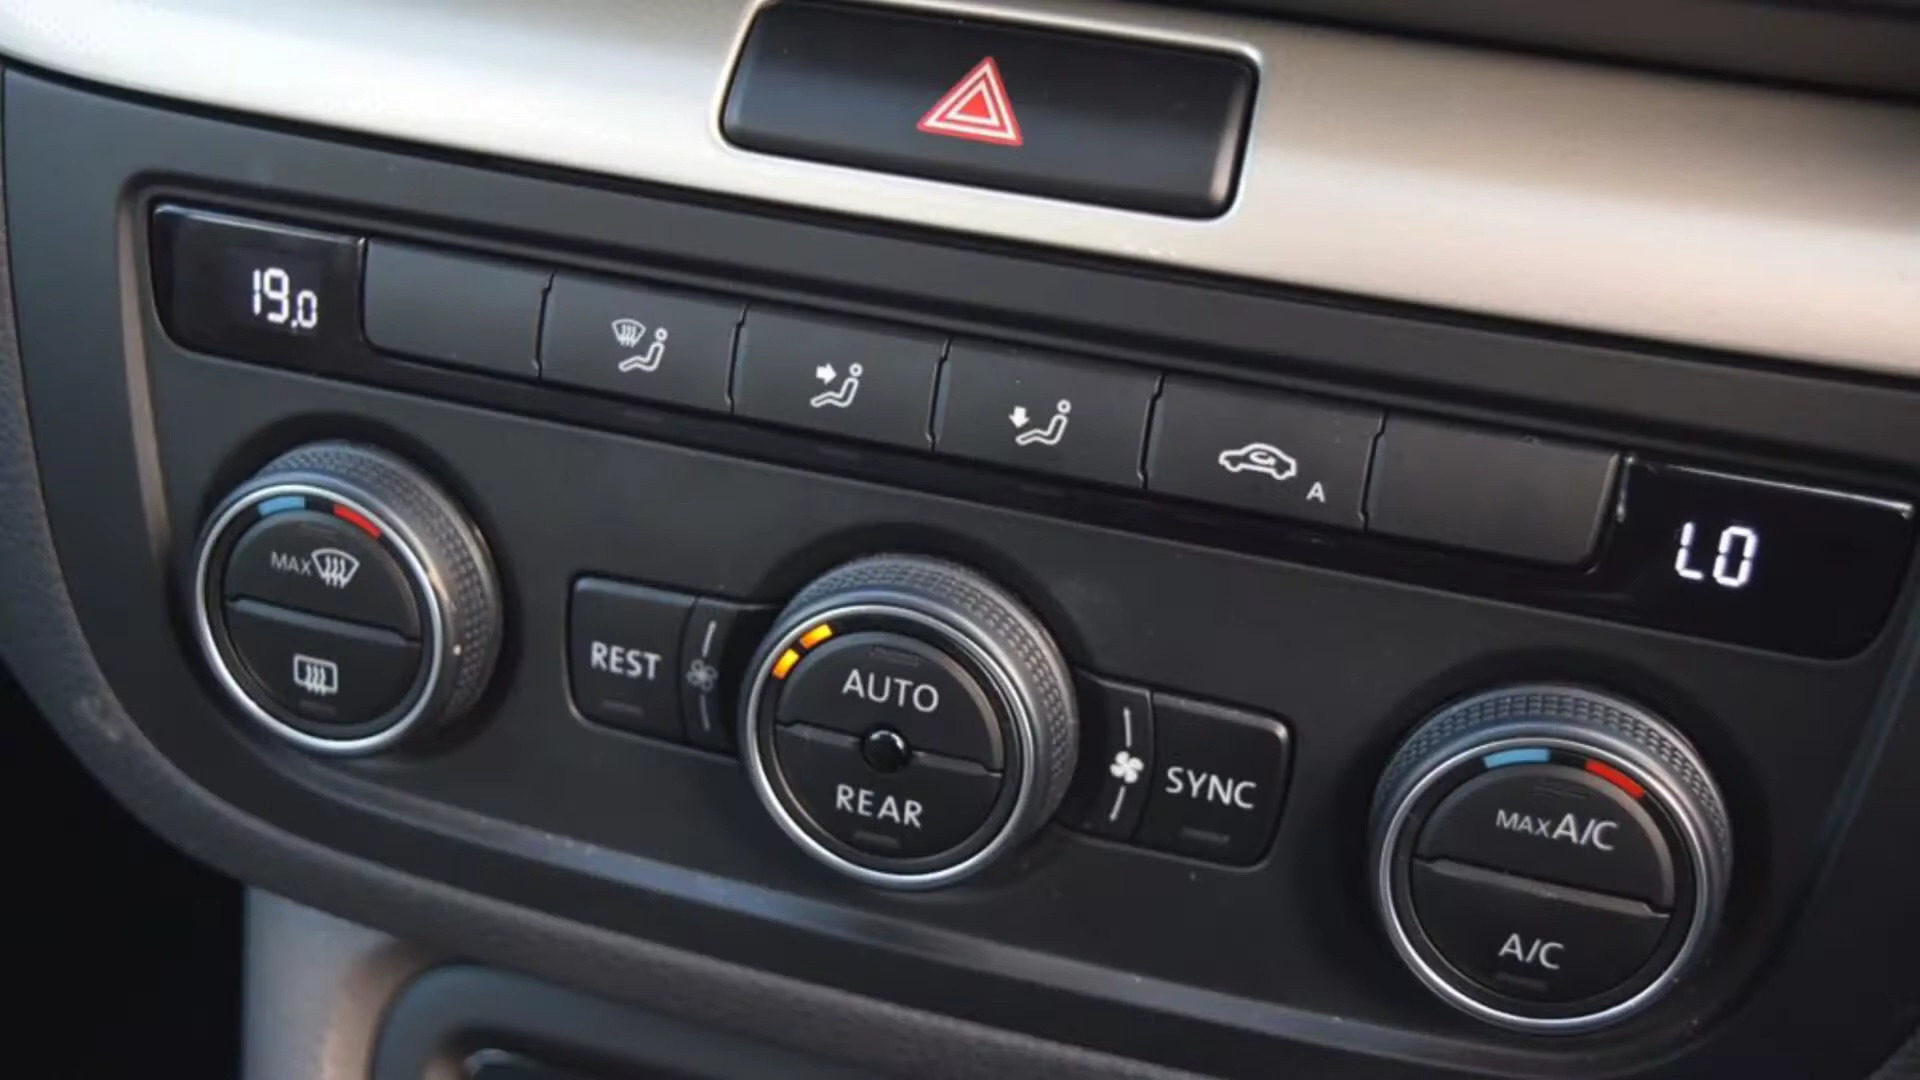 19.0
A
LO
MAX
REST
AUTO
REAR
SYNC
MAX A/C
A/C